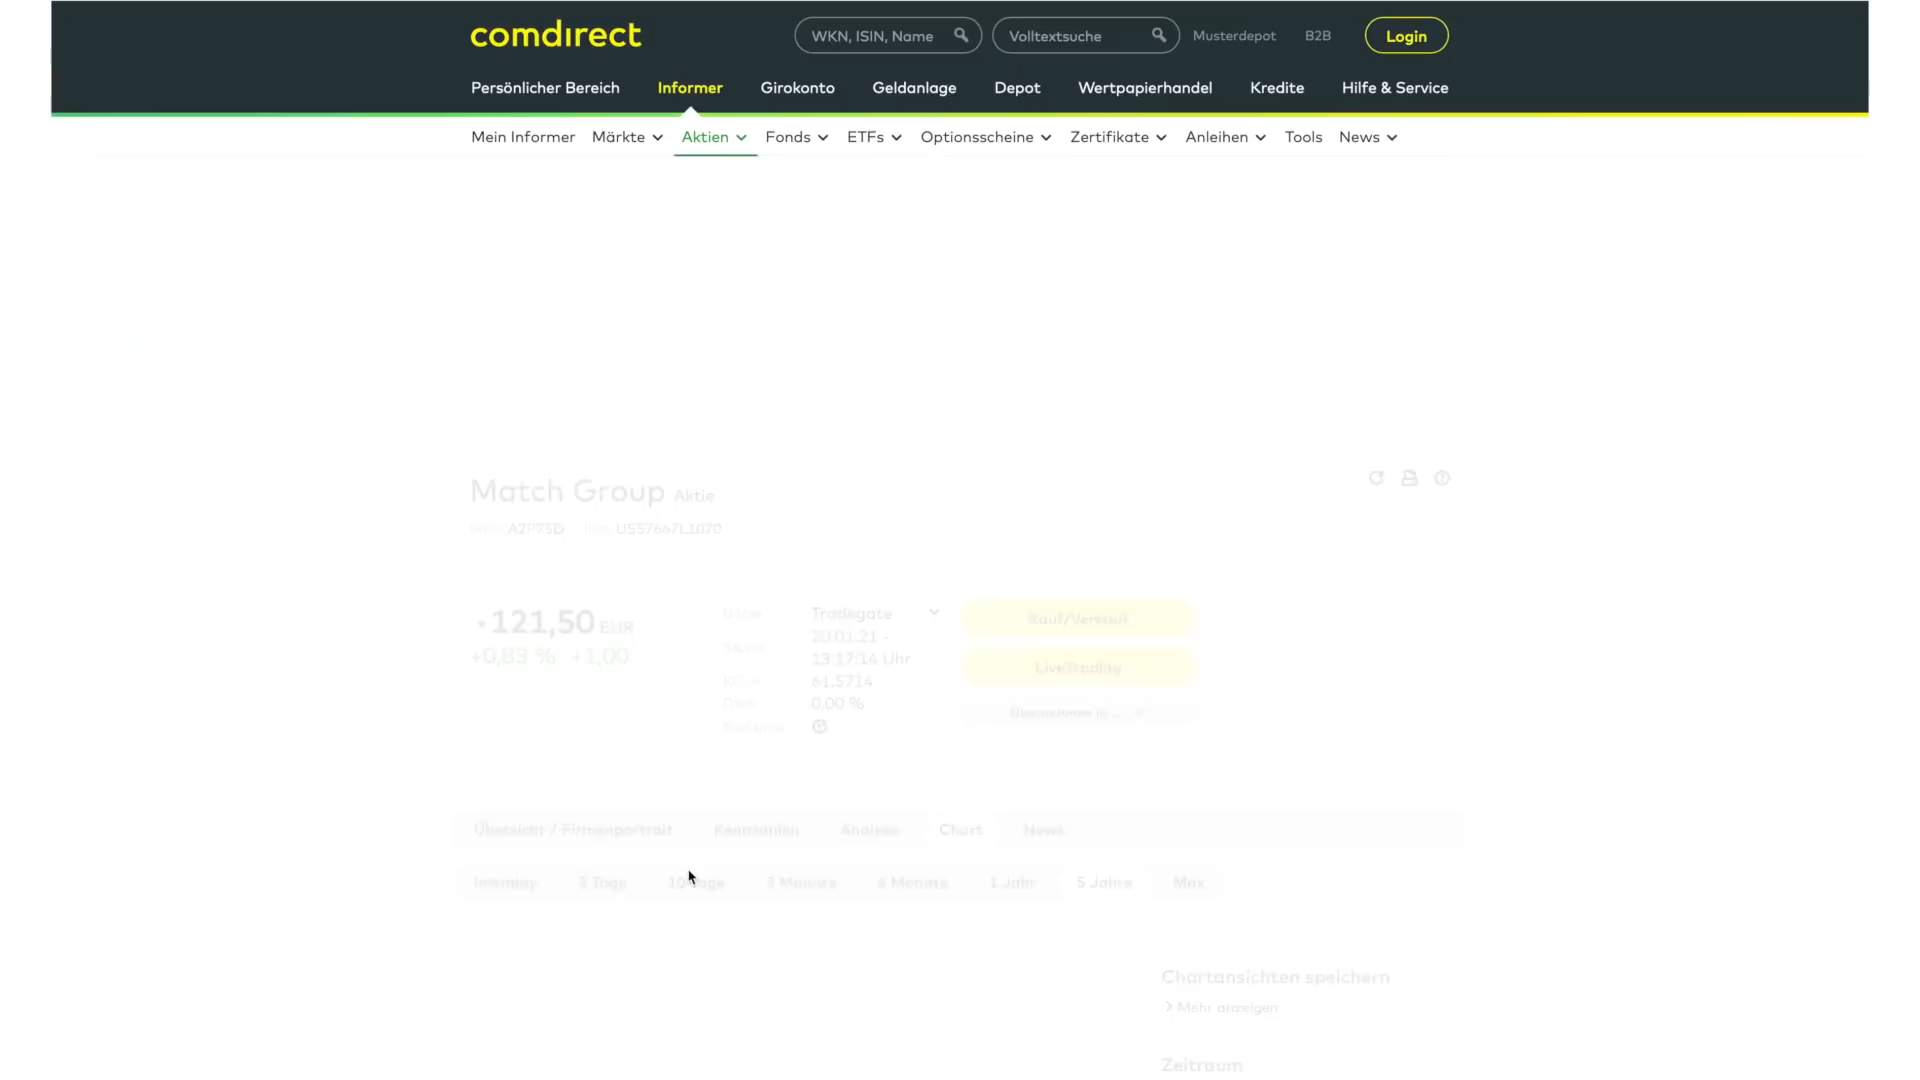 comdirect
WKN, ISIN, Name
Volltextsuche
Musterdepot
B2B
Login
Persönlicher Bereich
Informer
Girokonto
Geldanlage
Depot
Wertpapierhandel
Kredite
Hilfe & Service
Mein Informer
Märkte
Aktien
Fonds
ETFs
Optionsscheine
Zertifikate
Anleihen
Tools
News
Match Group Aktie
A2P75D US57667L1070
121,50 EUR
+0,83 % +1,00
Tradegate
20.01.21 -
13:17:14 Uhr
61,5714
0,00 %
Kauf/Verkauf
LiveTrading
Übersicht / Firmenportrait
Kennzahlen
Analyse
Chart
News
Intraday
10 Tage
3 Monate
6 Monate
1 Jahr
5 Jahre
Max
Chartansichten speichern
Mehr anzeigen
Zeitraum